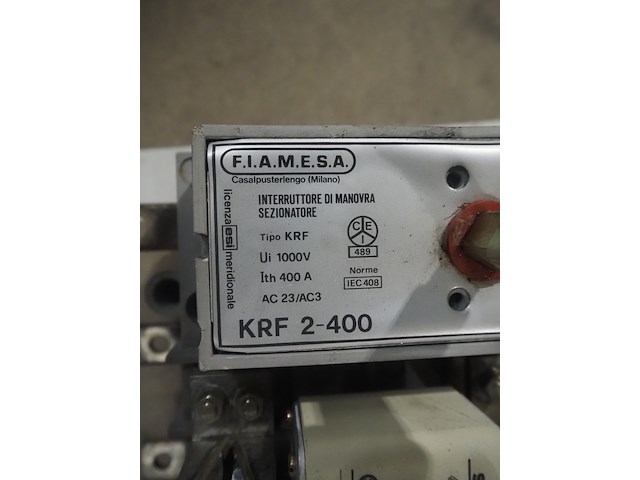 F.I.A.M.E.S.A.
Casalpusterlengo (Milano)
licenza esi meridionale
INTERRUTTORE DI MANOVRA
SEZIONATORE
Tipo KRF
Ui 1000V
Ith 400 A
AC 23/AC3
CEI
489
Norme
IEC 408
KRF 2-400